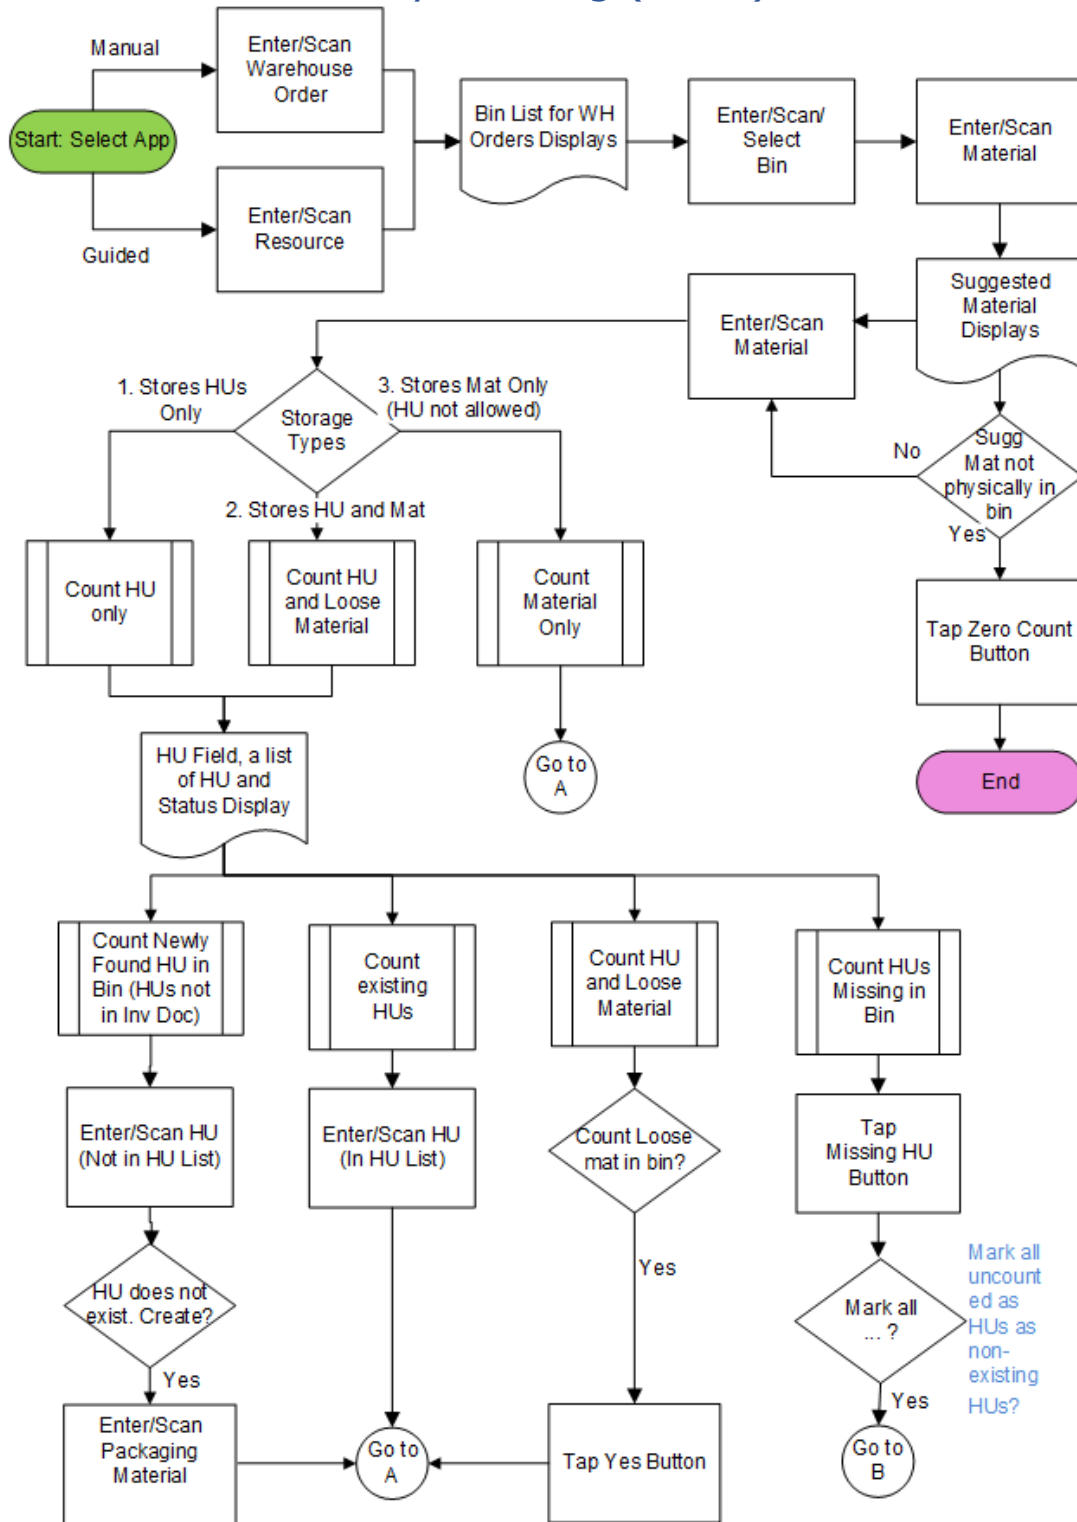 Manual
Enter/Scan
Warehouse
Order
Start: Select App
Guided
Enter/Scan
Resource
Bin List for WH
Orders Displays
Enter/Scan/
Select
Bin
Enter/Scan
Material
Suggested
Material
Displays
Enter/Scan
Material
No
Sugg
Mat not
physically in
bin
Yes
Tap Zero Count
Button
End
1. Stores HUs
Only
Storage
Types
3. Stores Mat Only
(HU not allowed)
2. Stores HU and Mat
Count HU
only
Count HU
and Loose
Material
Count
Material
Only
Go to
A
HU Field, a list
of HU and
Status Display
Count Newly
Found HU in
Bin (HUs not
in Inv Doc)
Count
existing
HUs
Count HU
and Loose
Material
Count HUs
Missing in
Bin
Enter/Scan HU
(Not in HU List)
Enter/Scan HU
(In HU List)
Count Loose
mat in bin?
Tap
Missing HU
Button
HU does not
exist. Create?
Yes
Yes
Mark all
... ?
Mark all
uncount
ed as
HUs as
non-
existing
HUs?
Yes
Enter/Scan
Packaging
Material
Go to
A
Tap Yes Button
Go to
B